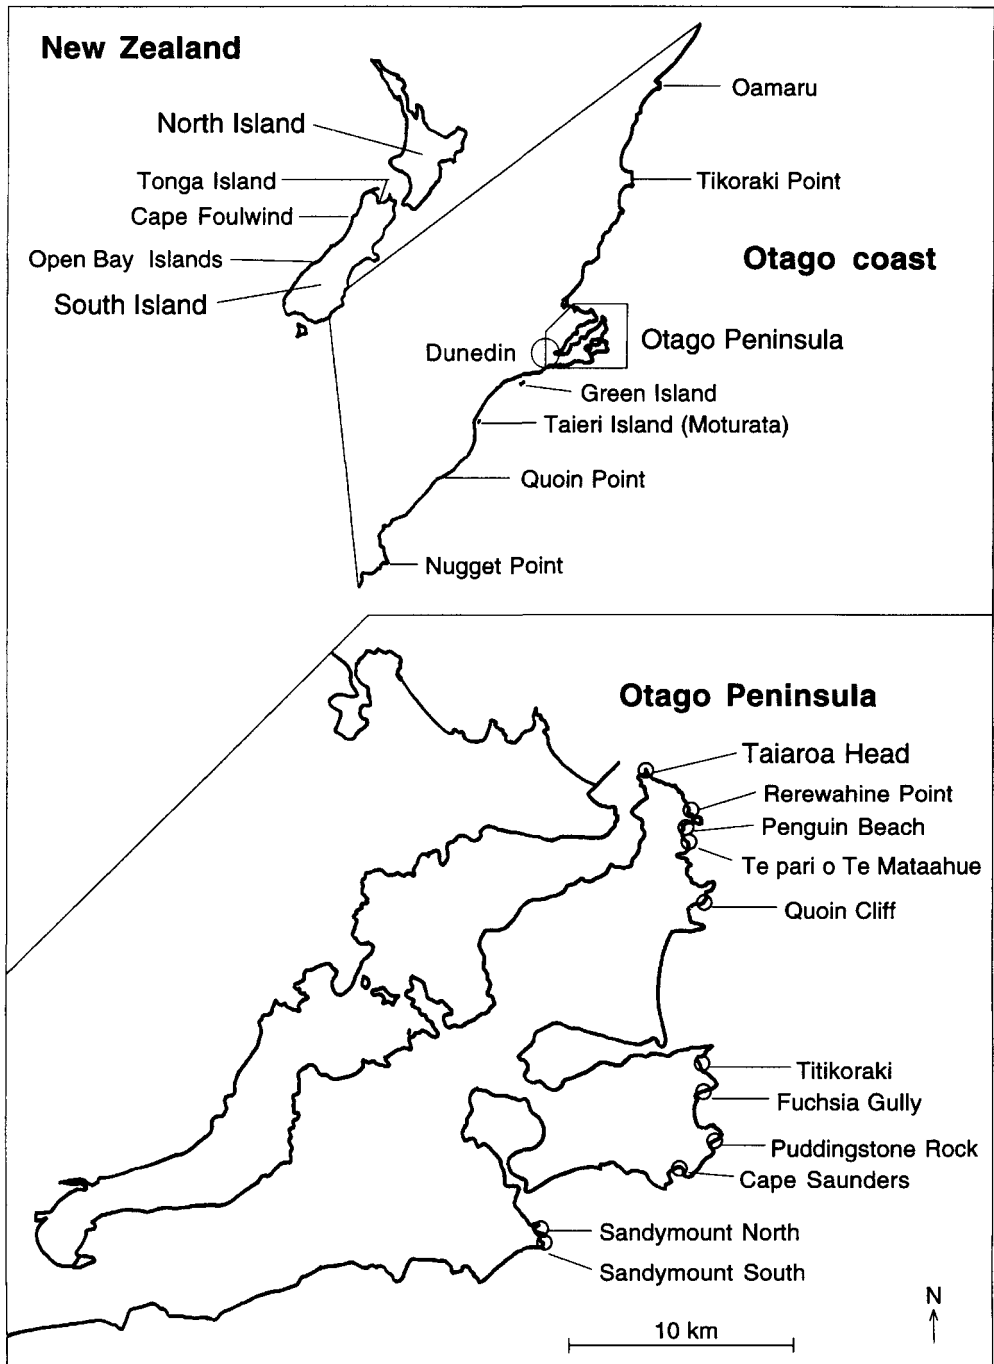 New Zealand
North Island
Tonga Island
Cape Foulwind
Open Bay Islands
South Island
Oamaru
Tikoraki Point
Otago coast
Otago Peninsula
Dunedin
Green Island
Taieri Island (Moturata)
Quoin Point
Nugget Point
Otago Peninsula
Taiaroa Head
Rerewahine Point
Penguin Beach
Te pari o Te Mataahue
Quoin Cliff
Titikoraki
Fuchsia Gully
Puddingstone Rock
Cape Saunders
Sandymount North
Sandymount South
N
10 km